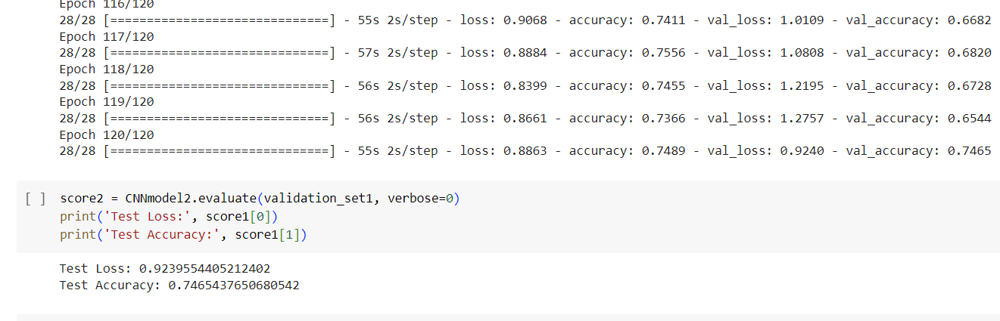 Epoch 116/120
28/28 [==============================] - 55s 2s/step - loss: 0.9068 - accuracy: 0.7411 - val_loss: 1.0109 - val_accuracy: 0.6682
Epoch 117/120
28/28 [==============================] - 57s 2s/step - loss: 0.8884 - accuracy: 0.7556 - val_loss: 1.0808 - val_accuracy: 0.6820
Epoch 118/120
28/28 [==============================] - 56s 2s/step - loss: 0.8399 - accuracy: 0.7455 - val_loss: 1.2195 - val_accuracy: 0.6728
Epoch 119/120
28/28 [==============================] - 56s 2s/step - loss: 0.8661 - accuracy: 0.7366 - val_loss: 1.2757 - val_accuracy: 0.6544
Epoch 120/120
28/28 [==============================] - 55s 2s/step - loss: 0.8863 - accuracy: 0.7489 - val_loss: 0.9240 - val_accuracy: 0.7465
[ ] score2 = CNNmodel2.evaluate(validation_set1, verbose=0)
print('Test Loss:', score1[0])
print('Test Accuracy:', score1[1])
Test Loss: 0.9239554405212402
Test Accuracy: 0.7465437650680542